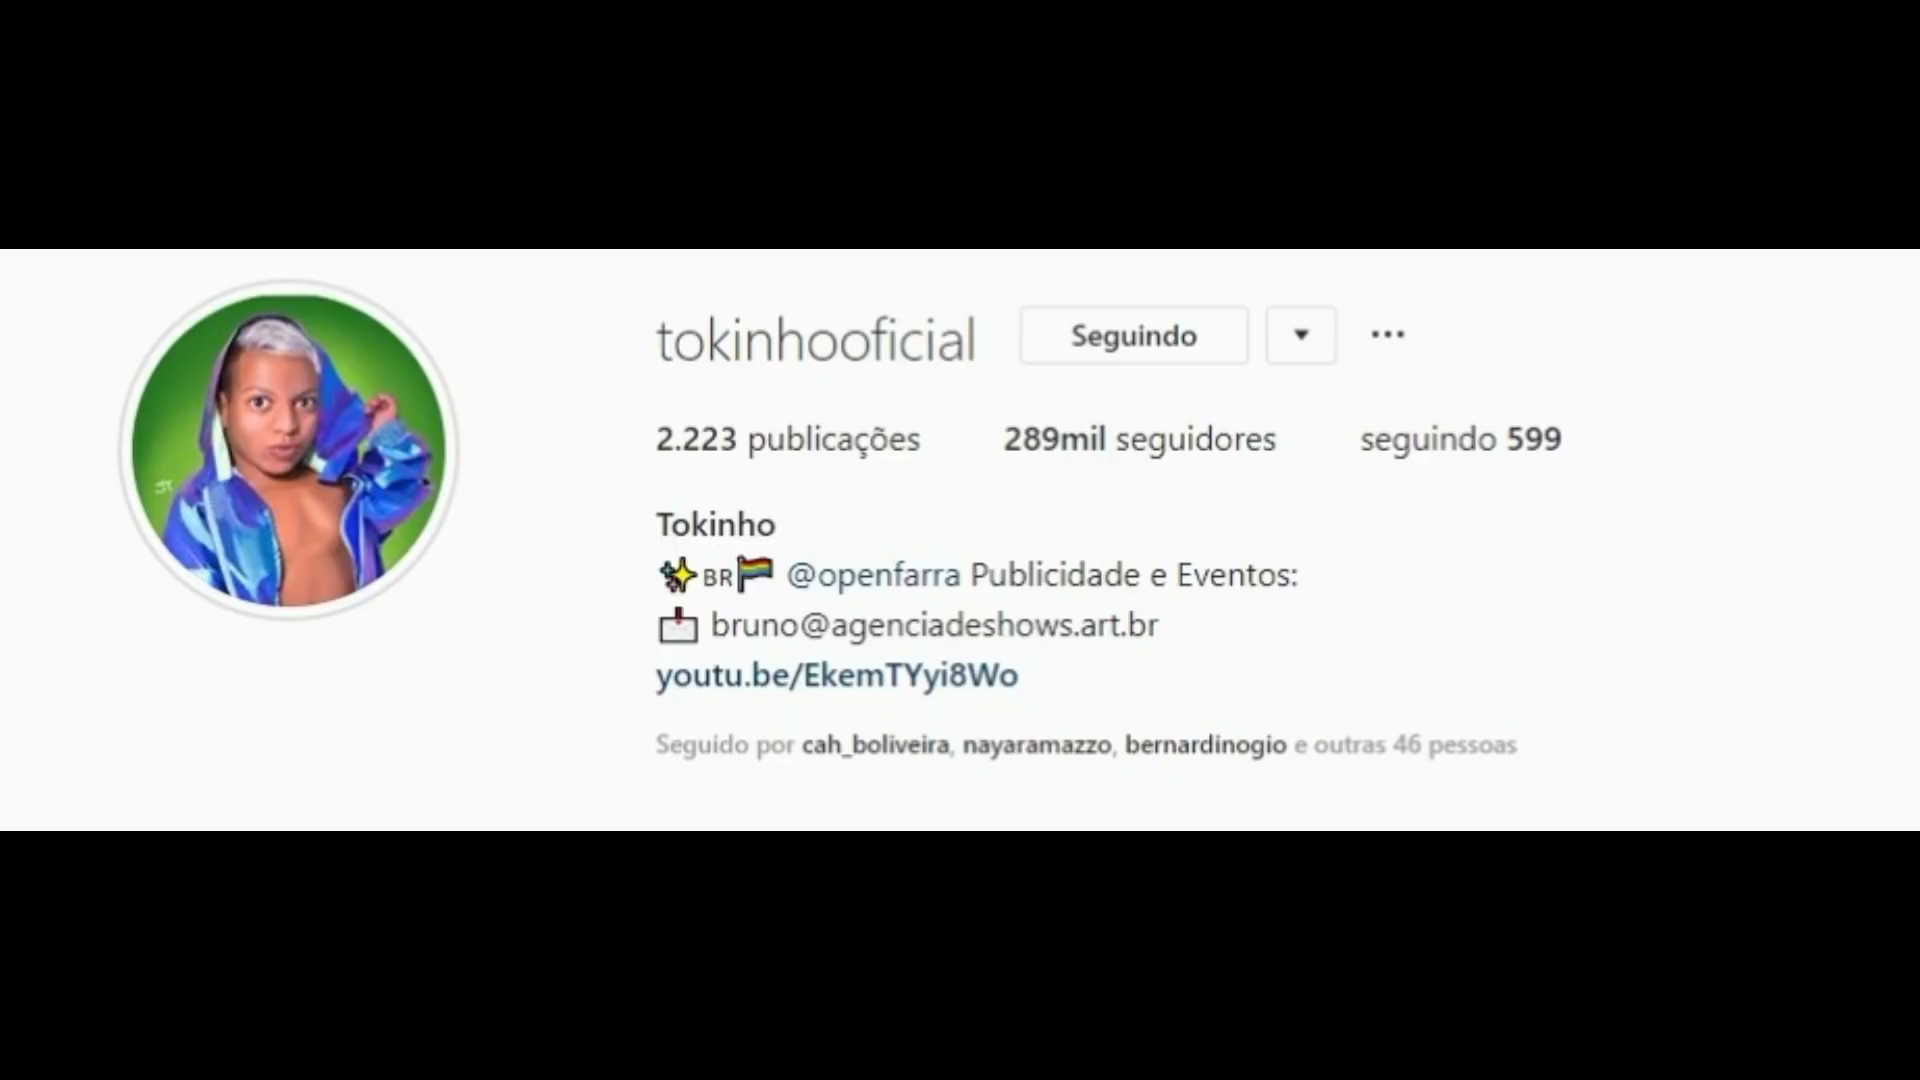 tokinhooficial Seguindo
2.223 publicações 289mil seguidores seguindo 599
Tokinho
BR @openfarra Publicidade e Eventos:
bruno@agenciadeshows.art.br
youtu.be/EkemTYyi8Wo
Seguido por cah_boliveira, nayaramazzo, bernardinogio e outras 46 pessoas